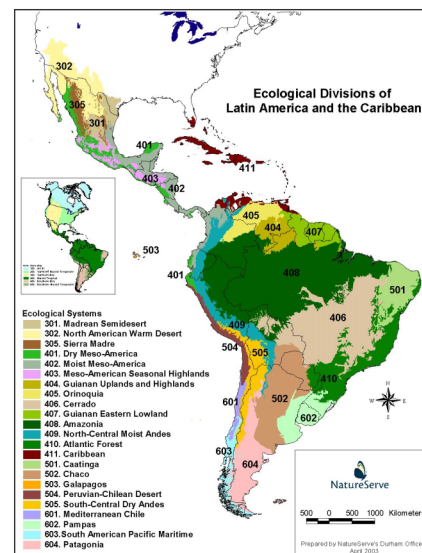 Ecological Divisions of
Latin America and the Caribbean
302
305
301
401
411
403
402
405
404
407
503
401
408
501
406
409
504
505
410
502
601
602
603
604
Ecological Systems
301. Madrean Semidesert
302. North American Warm Desert
305. Sierra Madre
401. Dry Meso-America
402. Moist Meso-America
403. Meso-American Seasonal Highlands
404. Guianan Uplands and Highlands
405. Orinoquia
406. Cerrado
407. Guianan Eastern Lowland
408. Amazonia
409. North-Central Moist Andes
410. Atlantic Forest
411. Caribbean
501. Caatinga
502. Chaco
503. Galapagos
504. Peruvian-Chilean Desert
505. South-Central Dry Andes
601. Mediterranean Chile
602. Pampas
603.South American Pacific Maritime
604. Patagonia
N
W
E
S
NatureServe
500 0 500 1000 Kilometers
Prepared by NatureServe's Durham Office
April 2003